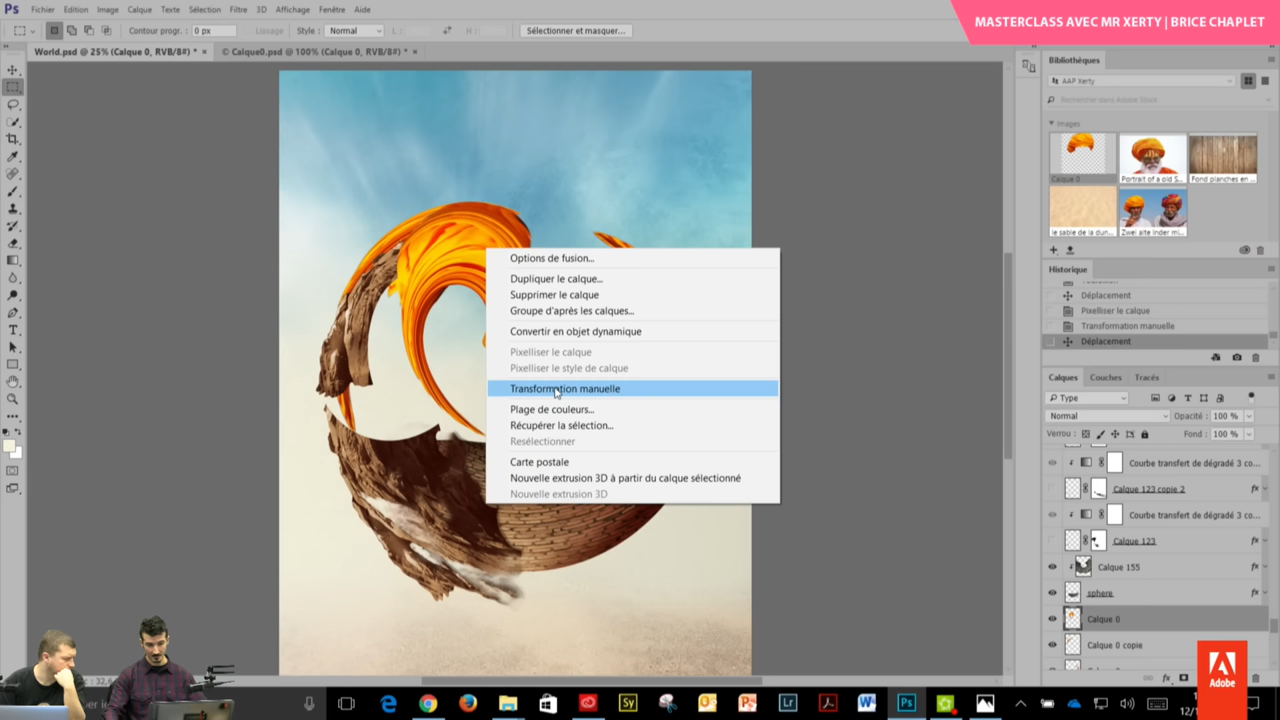 Ps Fichier Edition Image Calque Texte Sélection Filtre 3D Affichage Fenêtre Aide
MASTERCLASS AVEC MR XERTY | BRICE CHAPLET
Contour progr. : 0 px Style : Normal L : H : Sélectionner et masquer...
World.psd @ 25% (Calque 0, RVB/8#) * × © Calque0.psd @ 100% (Calque 0, RVB/8#) * ×
Bibliothèques
AAP Xerty
Rechercher dans Adobe Stock
Images
Calque 0 Portrait of a old S... Fond planches en ...
le sable de la dun... Zwei alte Inder mi...
Historique
Déplacement
Pixelliser le calque
Transformation manuelle
Déplacement
Options de fusion...
Dupliquer le calque...
Supprimer le calque
Groupe d'après les calques...
Convertir en objet dynamique
Pixelliser le calque
Pixelliser le style de calque
Transformation manuelle
Plage de couleurs...
Récupérer la sélection...
Resélectionner
Carte postale
Nouvelle extrusion 3D à partir du calque sélectionné
Nouvelle extrusion 3D
Calques Couches Tracés
Type
Normal Opacité : 100 %
Verrou : Fond : 100 %
Courbe transfert de dégradé 3 co...
Calque 123 copie 2 fx
Courbe transfert de dégradé 3 co...
Calque 123 fx
Calque 155 fx
sphere fx
Calque 0
Calque 0 copie
fx
Adobe
Sy Lr W Ps